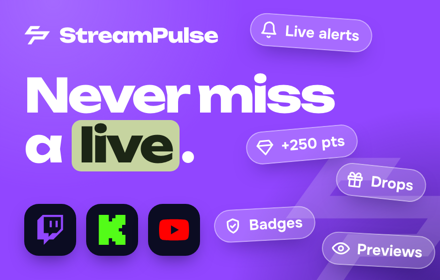 StreamPulse
Live alerts
Never miss
a live.
+250 pts
Drops
Badges
Previews